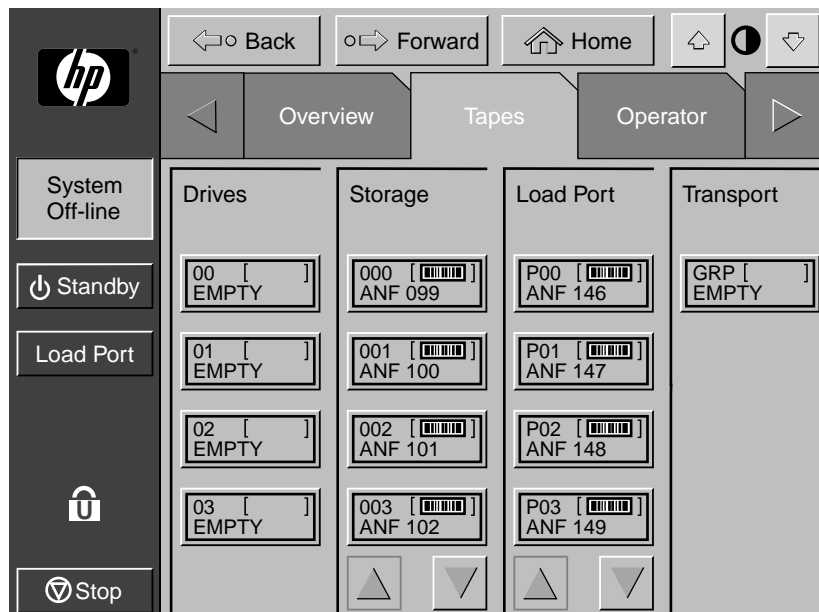 hp
Back
Forward
Home
Overview
Tapes
Operator
System
Off-line
Standby
Load Port
U
Stop
Drives
00 [ ]
EMPTY
01 [ ]
EMPTY
02 [ ]
EMPTY
03 [ ]
EMPTY
Storage
000 [ ]
ANF 099
001 [ ]
ANF 100
002 [ ]
ANF 101
003 [ ]
ANF 102
Load Port
P00 [ ]
ANF 146
P01 [ ]
ANF 147
P02 [ ]
ANF 148
P03 [ ]
ANF 149
Transport
GRP [ ]
EMPTY